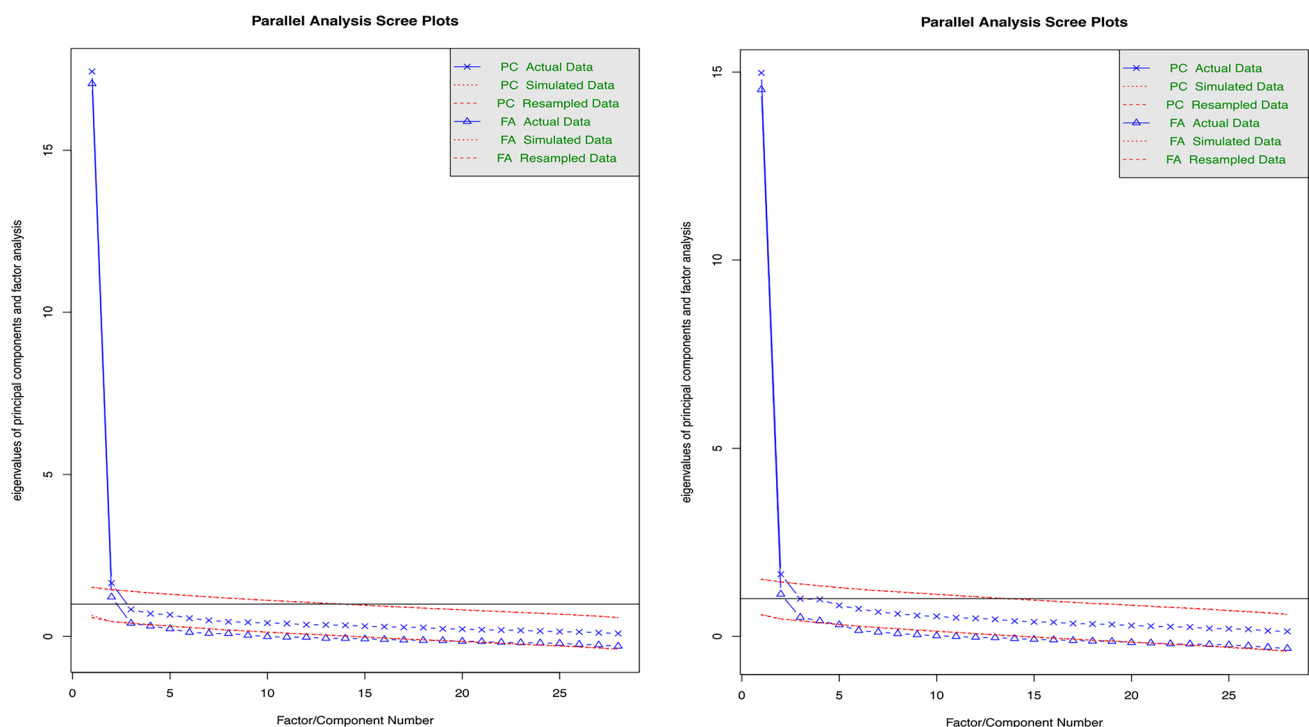 Parallel Analysis Scree Plots
PC Actual Data
PC Simulated Data
PC Resampled Data
FA Actual Data
FA Simulated Data
FA Resampled Data
eigenvalues of principal components and factor analysis
15
10
5
0
0 5 10 15 20 25
Factor/Component Number
Parallel Analysis Scree Plots
PC Actual Data
PC Simulated Data
PC Resampled Data
FA Actual Data
FA Simulated Data
FA Resampled Data
eigenvalues of principal components and factor analysis
15
10
5
0
0 5 10 15 20 25
Factor/Component Number